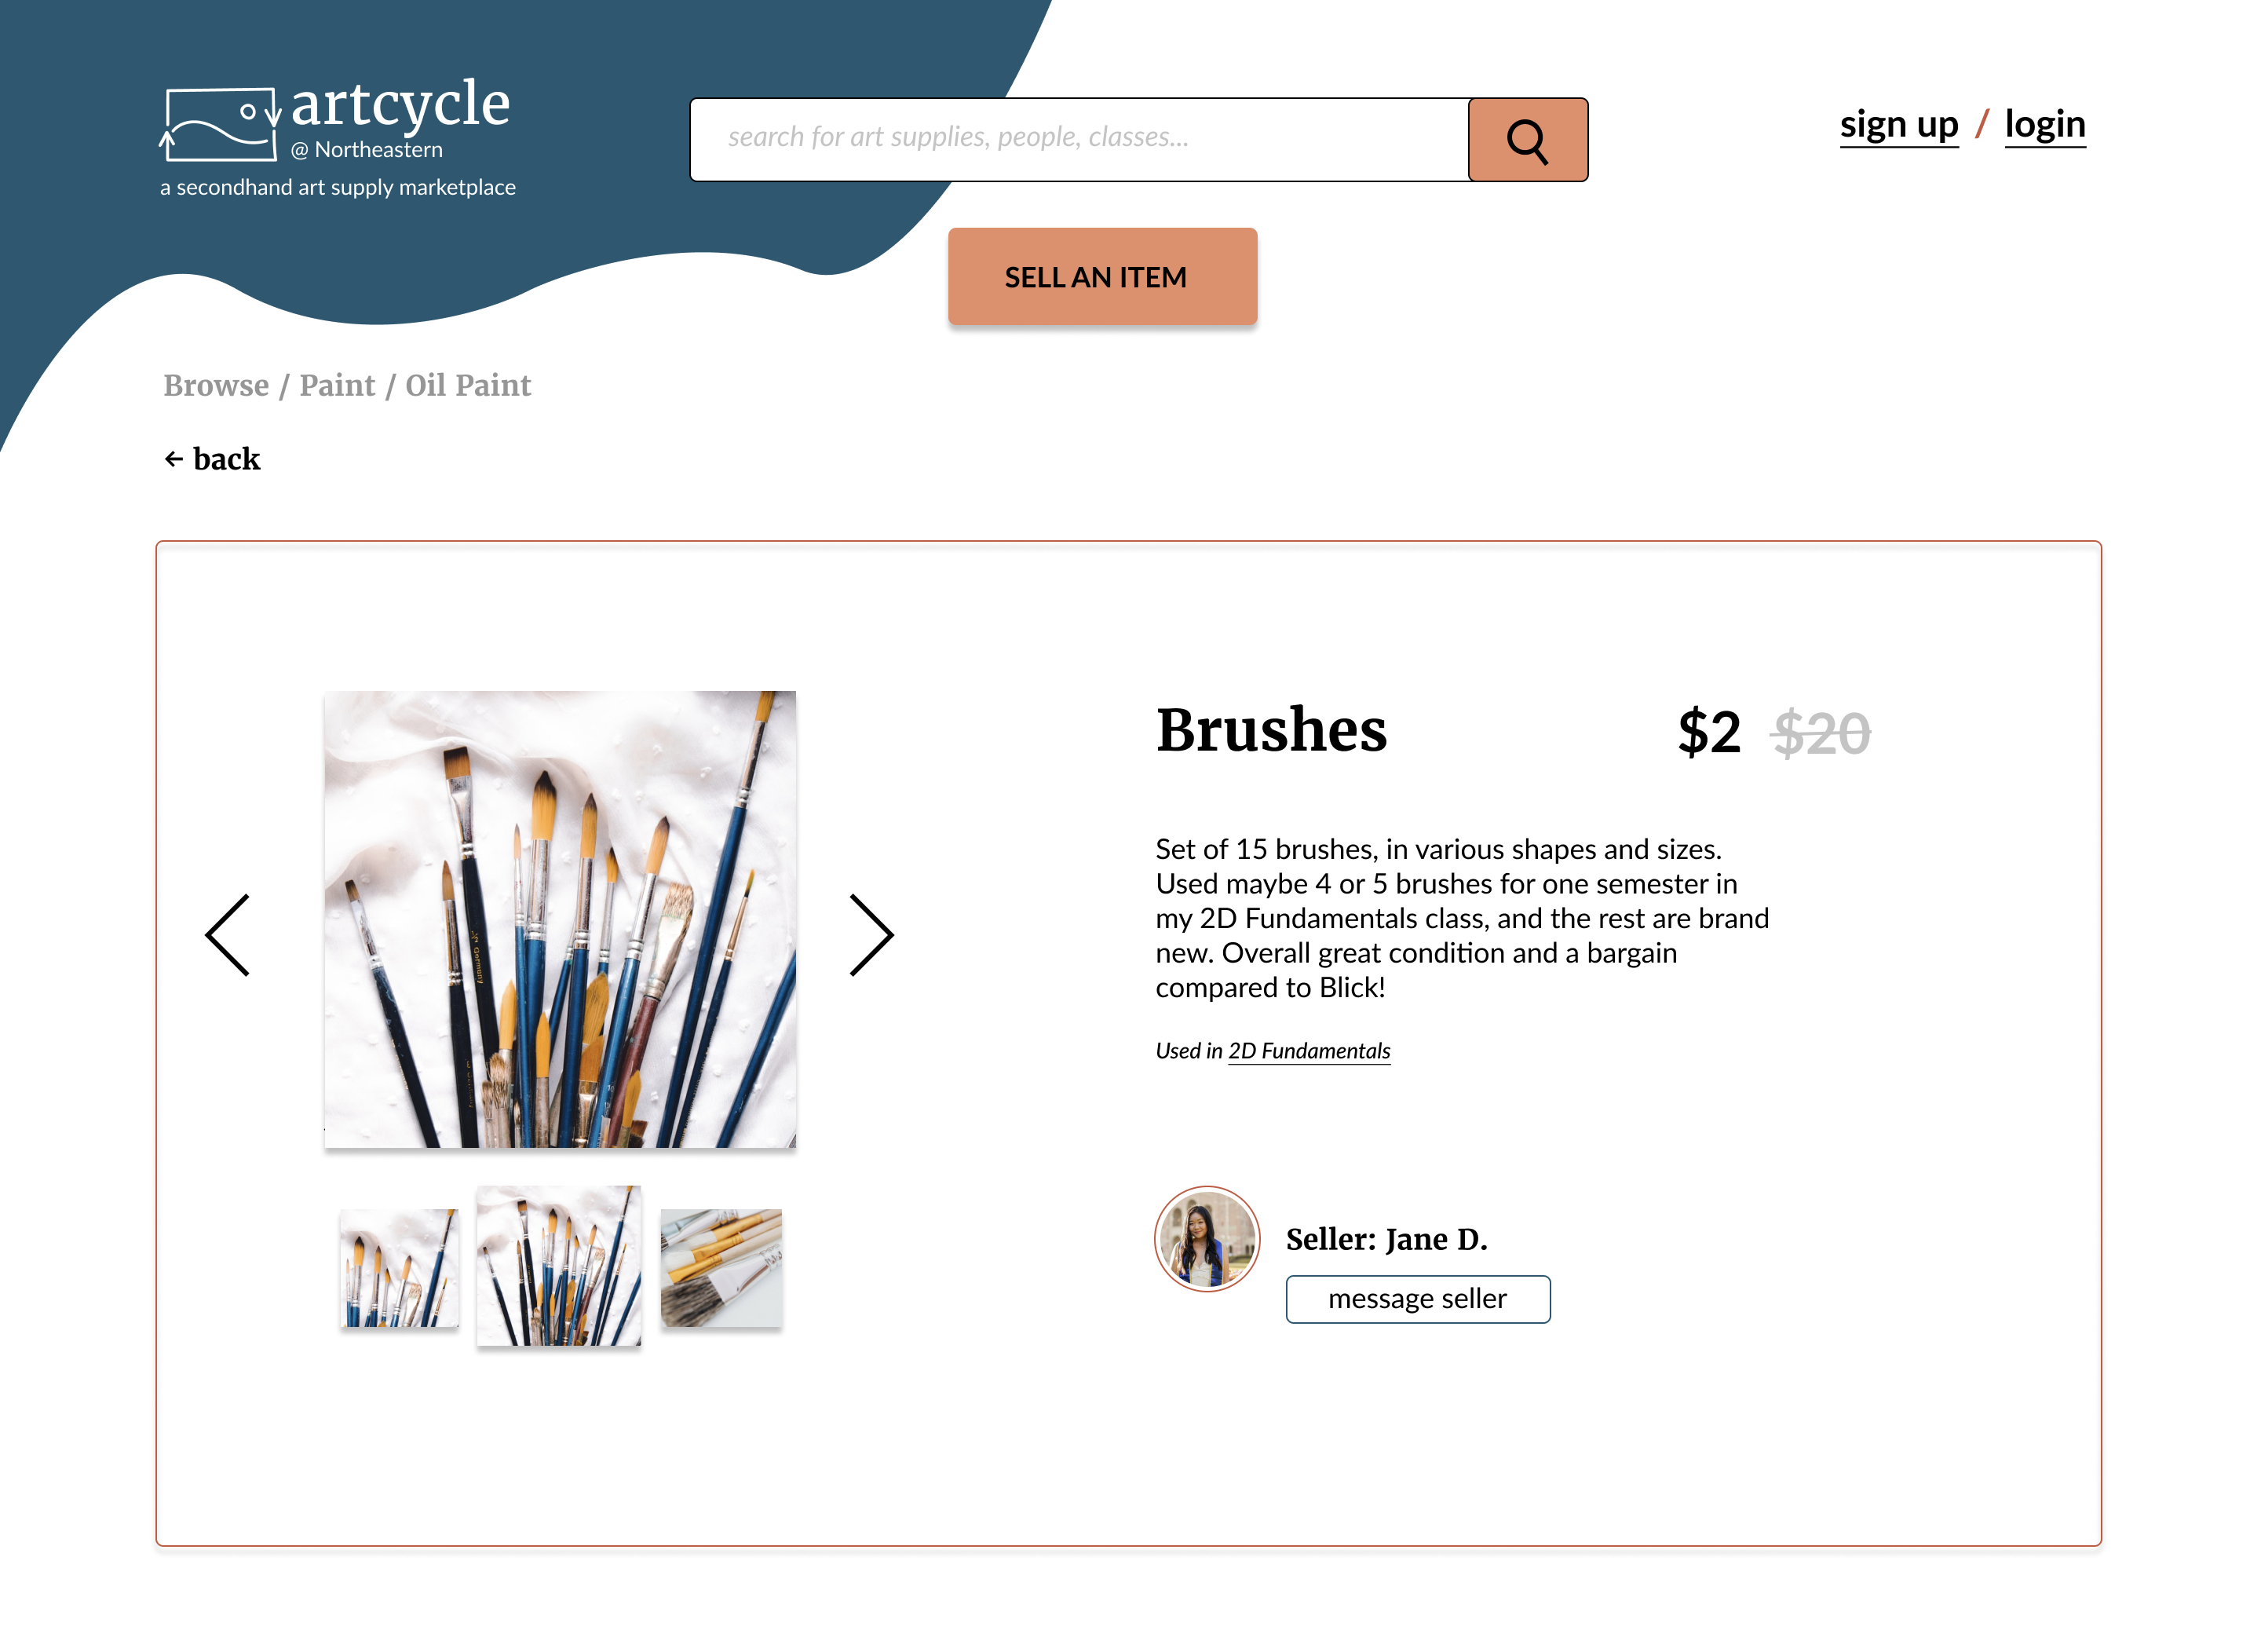 artcycle
@ Northeastern
a secondhand art supply marketplace
search for art supplies, people, classes...
sign up / login
SELL AN ITEM
Browse / Paint / Oil Paint
← back
Brushes
$2 $20
Set of 15 brushes, in various shapes and sizes.
Used maybe 4 or 5 brushes for one semester in
my 2D Fundamentals class, and the rest are brand
new. Overall great condition and a bargain
compared to Blick!
Used in 2D Fundamentals
Seller: Jane D.
message seller